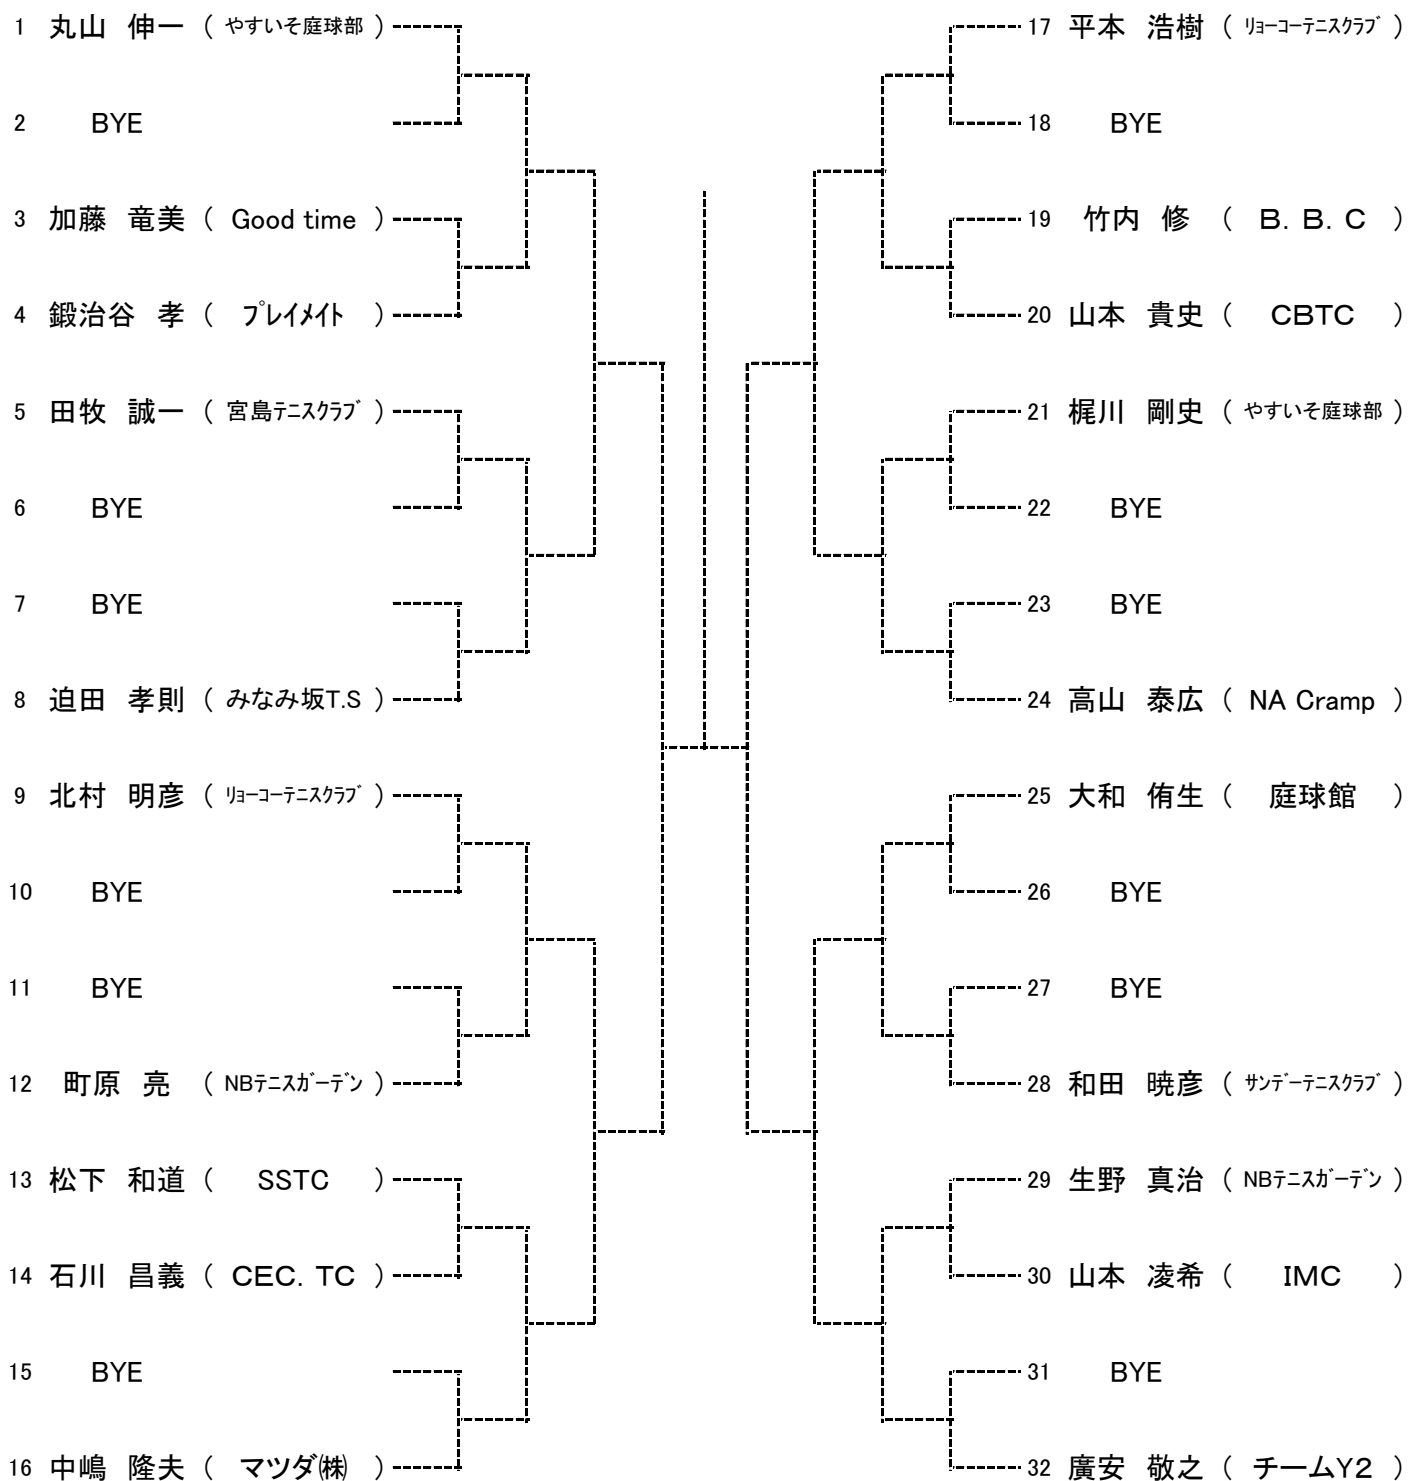 1 丸山 伸一 ( やすいそ庭球部 )
2 BYE
3 加藤 竜美 ( Good time )
4 鍛治谷 孝 ( プレイメイト )
5 田牧 誠一 ( 宮島ﾃﾆｽｸﾗﾌﾞ )
6 BYE
7 BYE
8 迫田 孝則 ( みなみ坂T.S )
9 北村 明彦 ( ﾘｮｰｺｰﾃﾆｽｸﾗﾌﾞ )
10 BYE
11 BYE
12 町原 亮 ( NBﾃﾆｽｶﾞｰﾃﾞﾝ )
13 松下 和道 ( SSTC )
14 石川 昌義 ( CEC. TC )
15 BYE
16 中嶋 隆夫 ( マツダ㈱ )
17 平本 浩樹 ( ﾘｮｰｺｰﾃﾆｽｸﾗﾌﾞ )
18 BYE
19 竹内 修 ( B. B. C )
20 山本 貴史 ( CBTC )
21 梶川 剛史 ( やすいそ庭球部 )
22 BYE
23 BYE
24 高山 泰広 ( NA Cramp )
25 大和 侑生 ( 庭球館 )
26 BYE
27 BYE
28 和田 暁彦 ( ｻﾝﾃﾞｰﾃﾆｽｸﾗﾌﾞ )
29 生野 真治 ( NBﾃﾆｽｶﾞｰﾃﾞﾝ )
30 山本 凌希 ( IMC )
31 BYE
32 廣安 敬之 ( チームY2 )